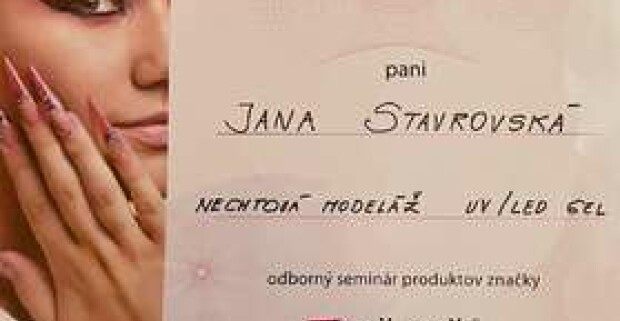 pani
JANA STAVROVSKÁ
NECHTOVÁ MODELÁŽ UV/LED GEL
odborný seminár produktov značky